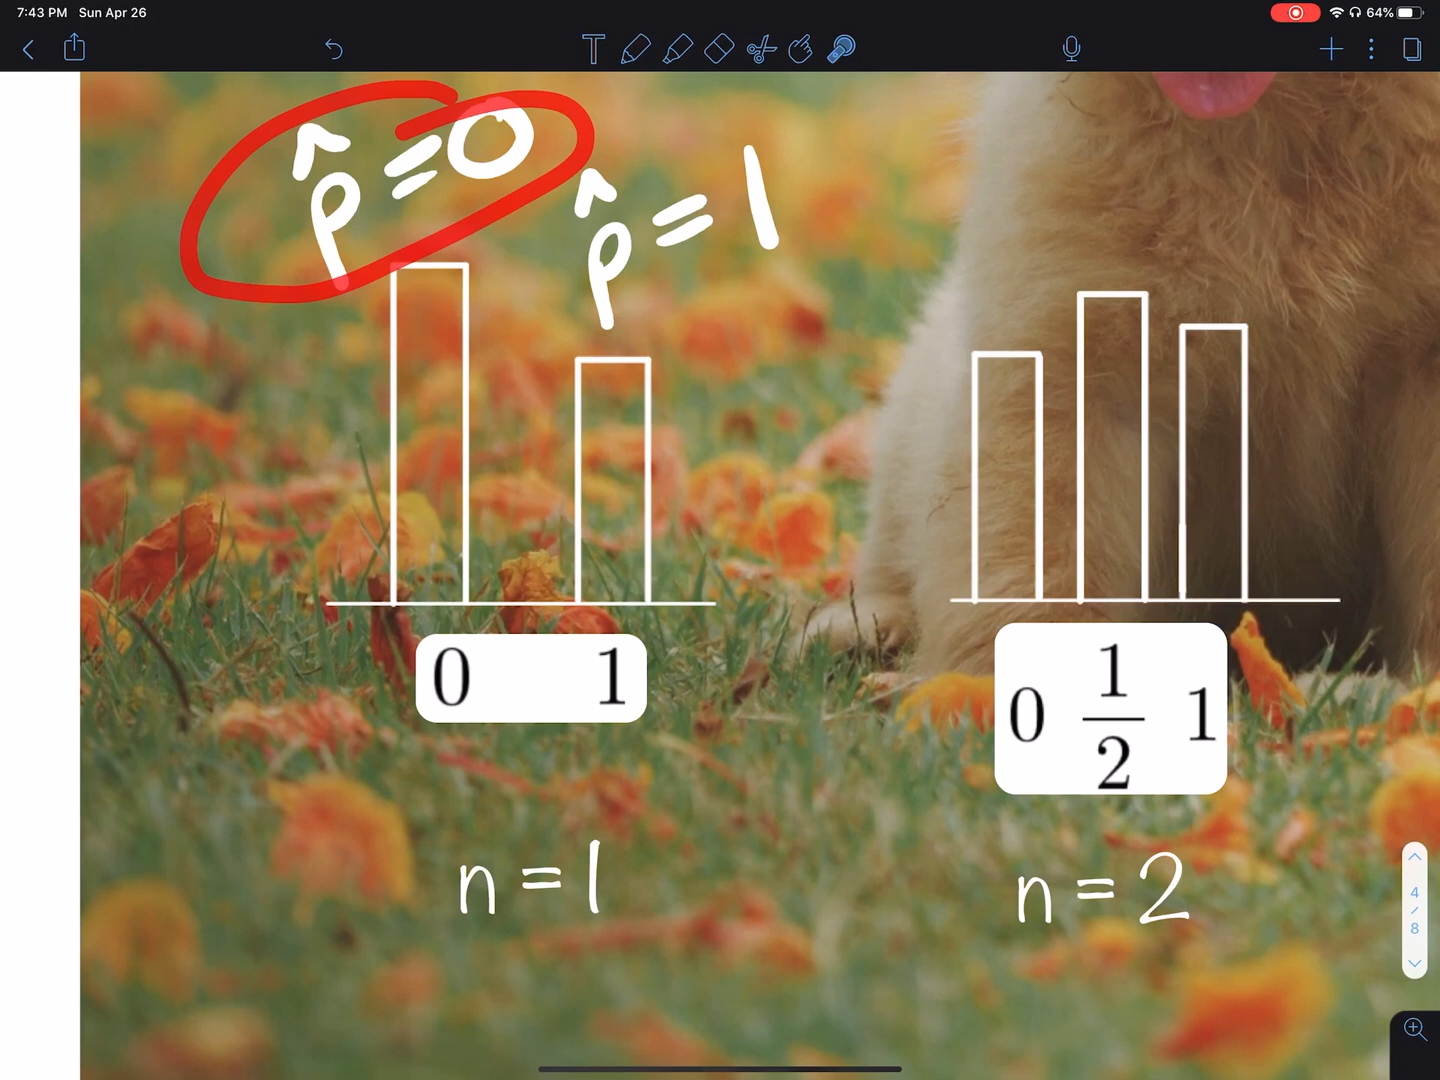 7:43 PM Sun Apr 26
64%
T
p̂=0
p̂=1
0 1
0 1/2 1
n=1
n=2
4/8